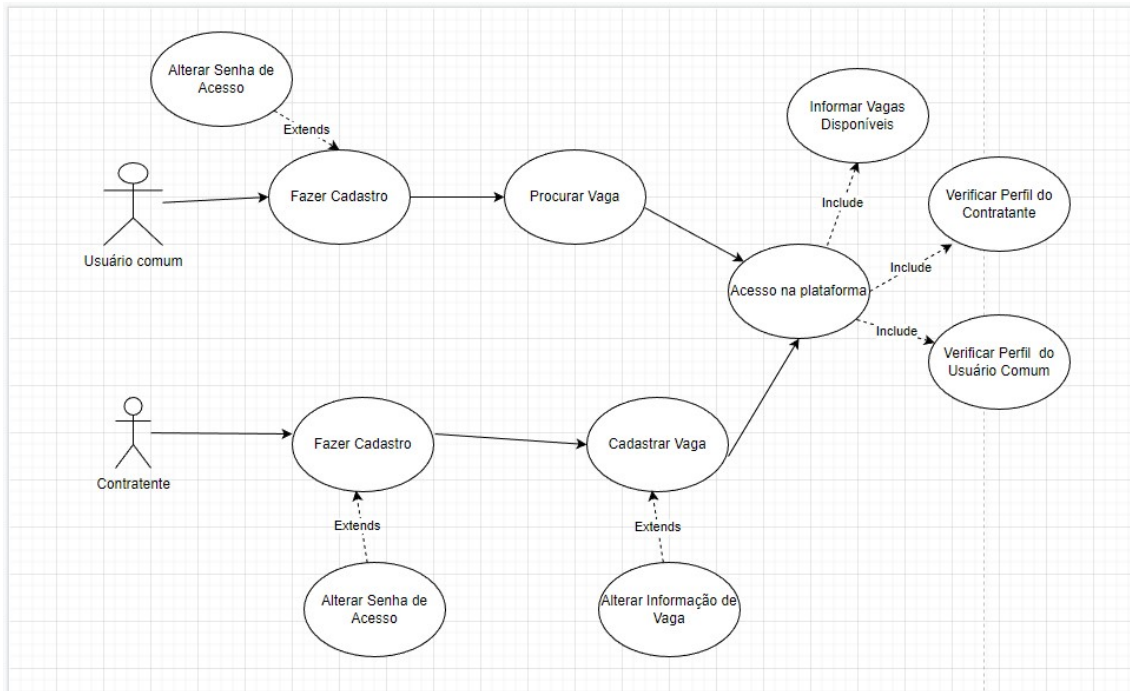 Alterar Senha de
Acesso
Extends
Informar Vagas
Disponíveis
Fazer Cadastro
Procurar Vaga
Include
Verificar Perfil do
Contratante
Usuário comum
Include
Acesso na plataforma
Include
Verificar Perfil do
Usuário Comum
Contratente
Fazer Cadastro
Cadastrar Vaga
Extends
Extends
Alterar Senha de
Acesso
Alterar Informação de
Vaga